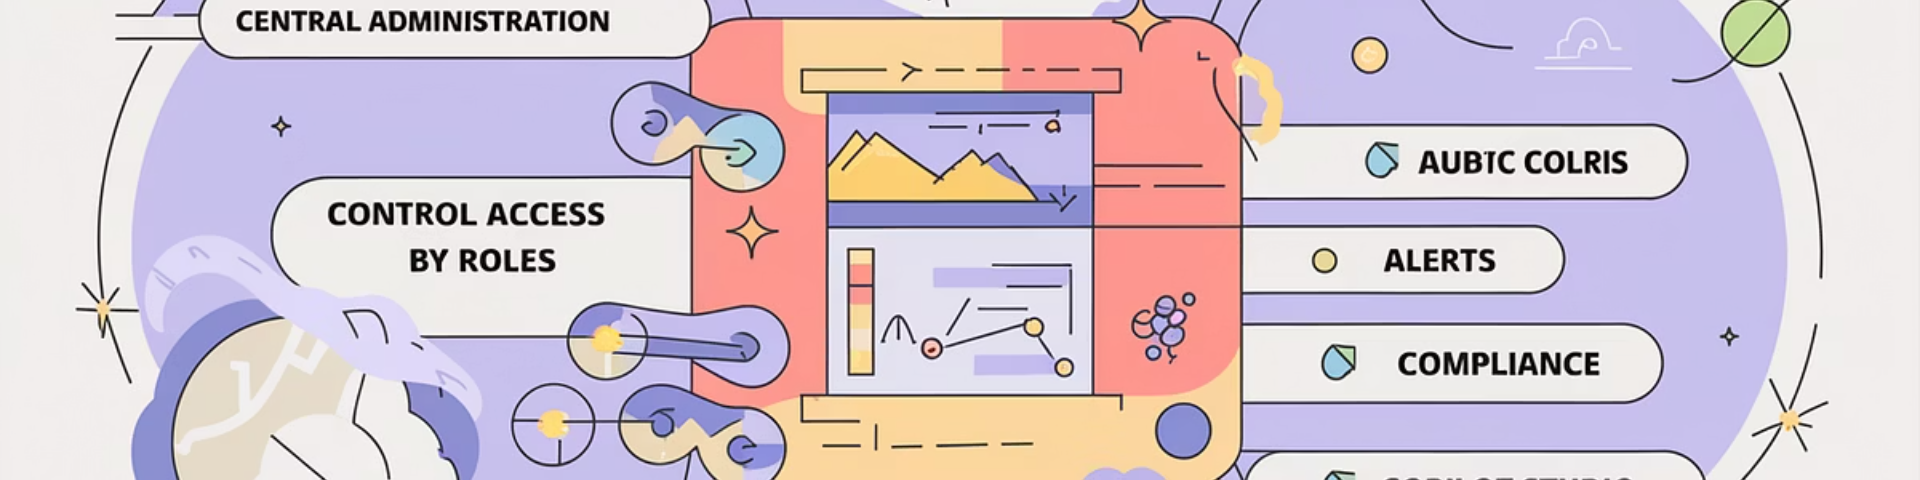 CENTRAL ADMINISTRATION
CONTROL ACCESS
BY ROLES
AUBTC COLRIS
ALERTS
COMPLIANCE